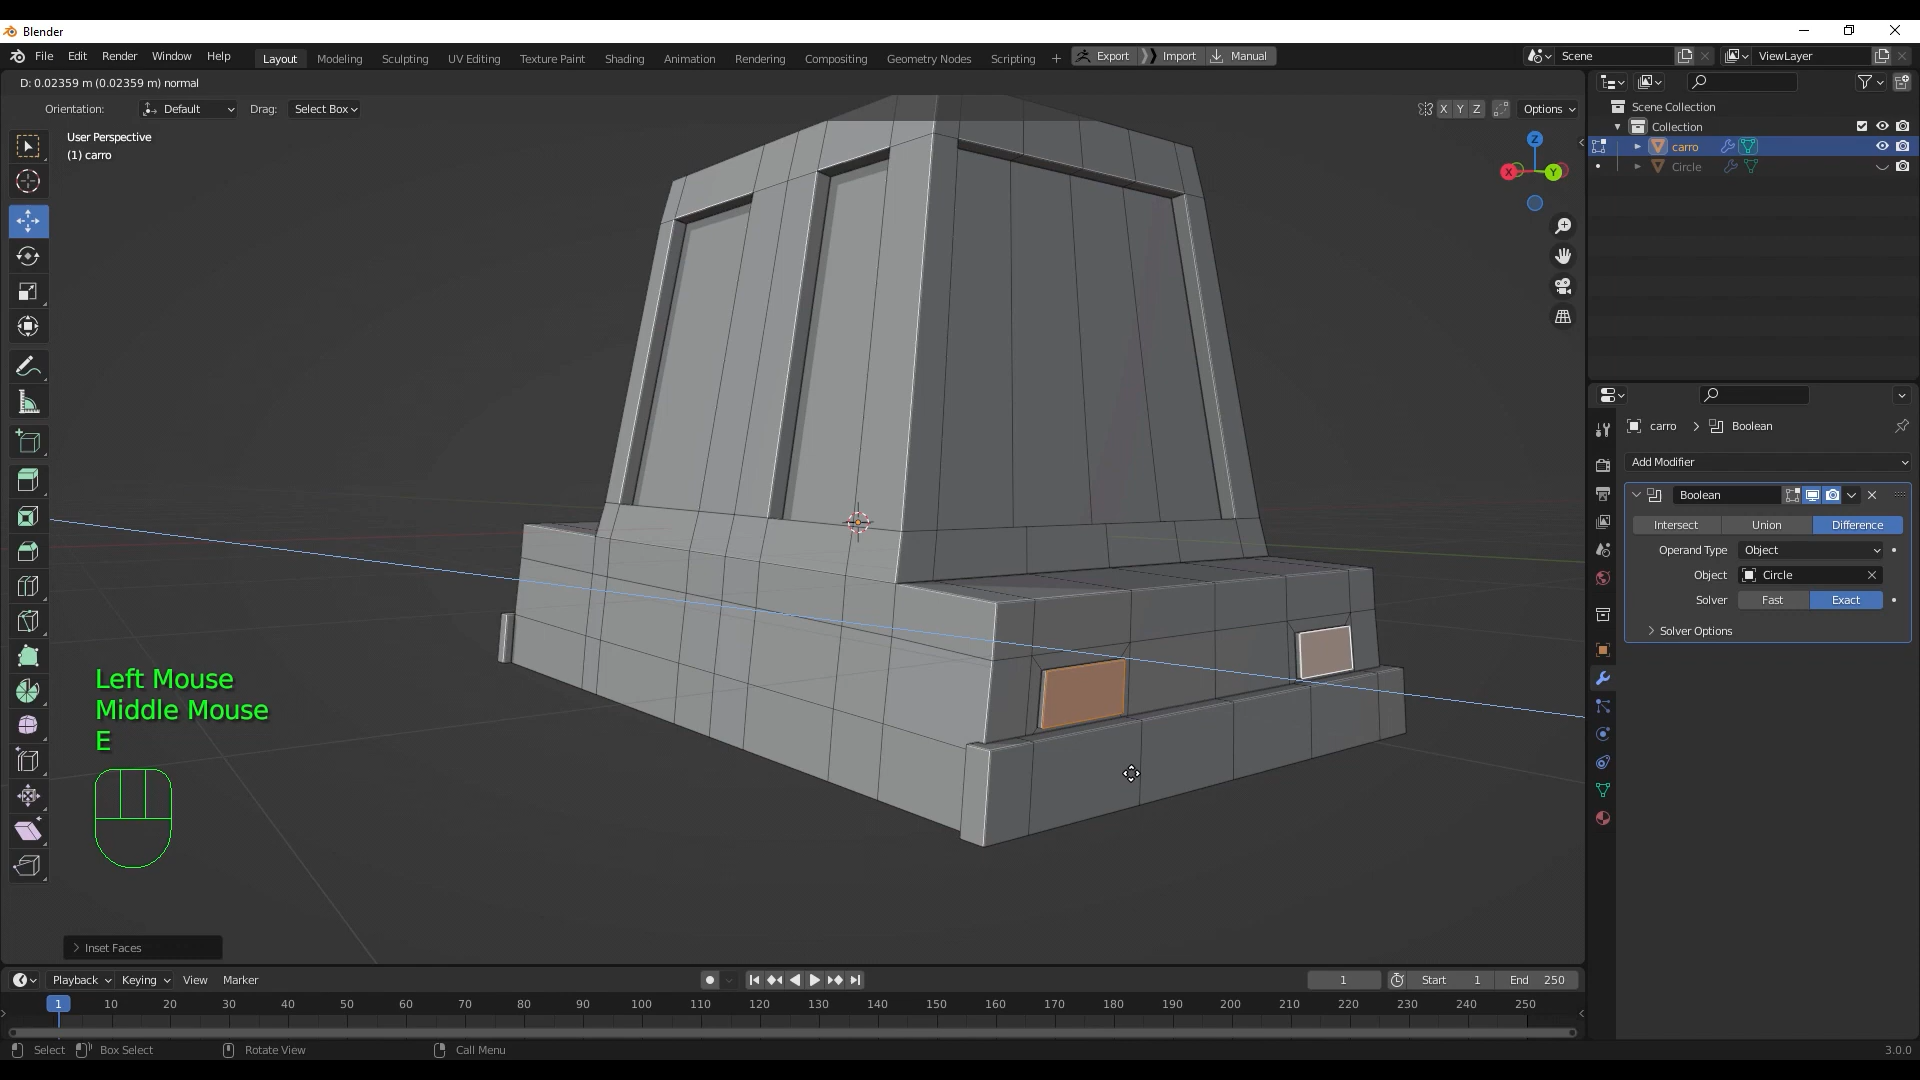 Blender
File Edit Render Window Help Layout Modeling Sculpting UV Editing Texture Paint Shading Animation Rendering Compositing Geometry Nodes Scripting + Export Import Manual Scene ViewLayer
D: 0.02359 m (0.02359 m) normal
Orientation: Default Drag: Select Box X Y Z Options
User Perspective
(1) carro
Z
X Y
Scene Collection
Collection
carro
Circle
carro > Boolean
Add Modifier
Boolean
Intersect Union Difference
Operand Type Object
Object Circle
Solver Fast Exact
Solver Options
Left Mouse
Middle Mouse
E
Inset Faces
Playback Keying View Marker 1 Start 1 End 250
1 10 20 30 40 50 60 70 80 90 100 110 120 130 140 150 160 170 180 190 200 210 220 230 240 250
Select Box Select Rotate View Call Menu 3.0.0